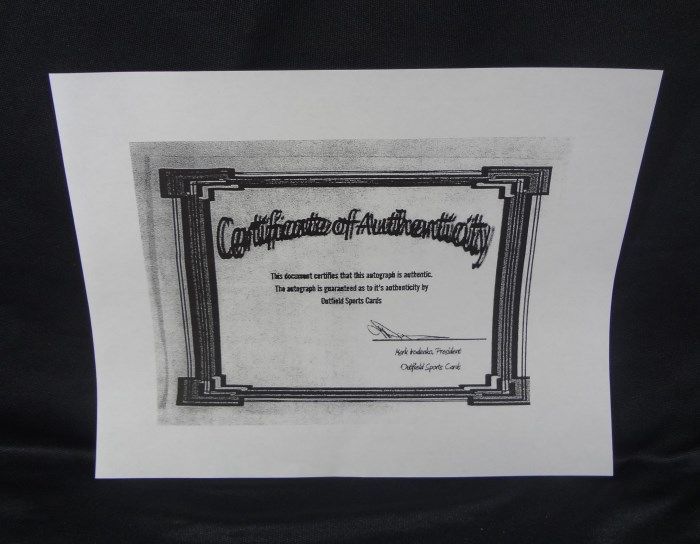 Certificate of Authenticity
This document certifies that this autograph is authentic.
The autograph is guaranteed as to it's authenticity by
Outfield Sports Cards
Mark President
Outfield Sports Cards